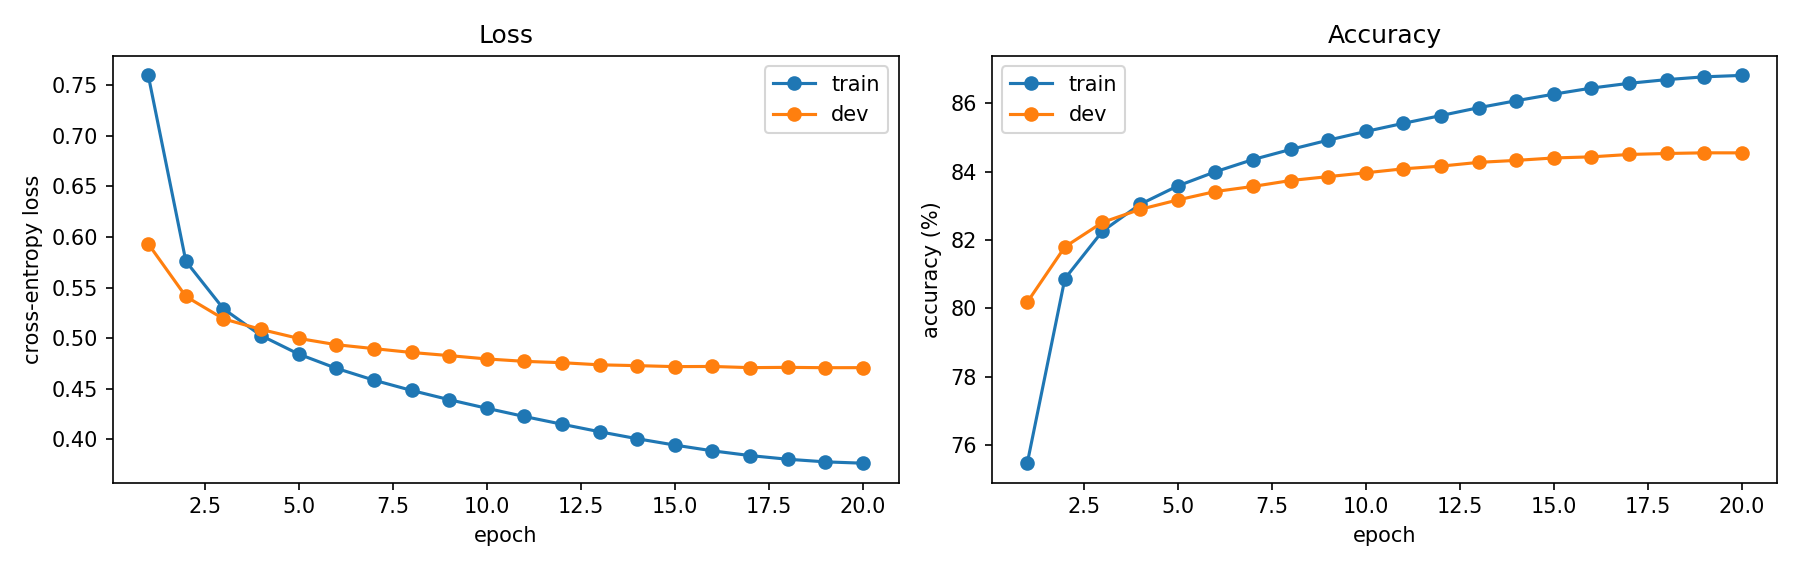 Loss
0.75
0.70
0.65
0.60
0.55
0.50
0.45
0.40
cross-entropy loss
train
dev
2.5 5.0 7.5 10.0 12.5 15.0 17.5 20.0
epoch
Accuracy
86
84
82
80
78
76
accuracy (%)
train
dev
2.5 5.0 7.5 10.0 12.5 15.0 17.5 20.0
epoch